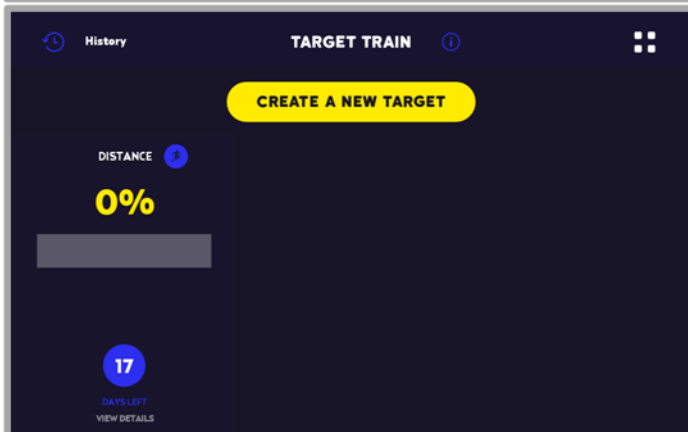 History
TARGET TRAIN
CREATE A NEW TARGET
DISTANCE
0%
17
DAYS LEFT
VIEW DETAILS